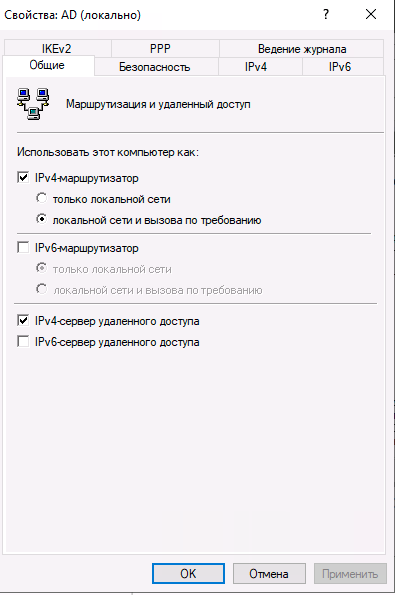 Свойства: AD (локально)
?
IKEv2 PPP Ведение журнала
Общие Безопасность IPv4 IPv6
Маршрутизация и удаленный доступ
Использовать этот компьютер как:
IPv4-маршрутизатор
только локальной сети
локальной сети и вызова по требованию
IPv6-маршрутизатор
только локальной сети
локальной сети и вызова по требованию
IPv4-сервер удаленного доступа
IPv6-сервер удаленного доступа
OK Отмена Применить